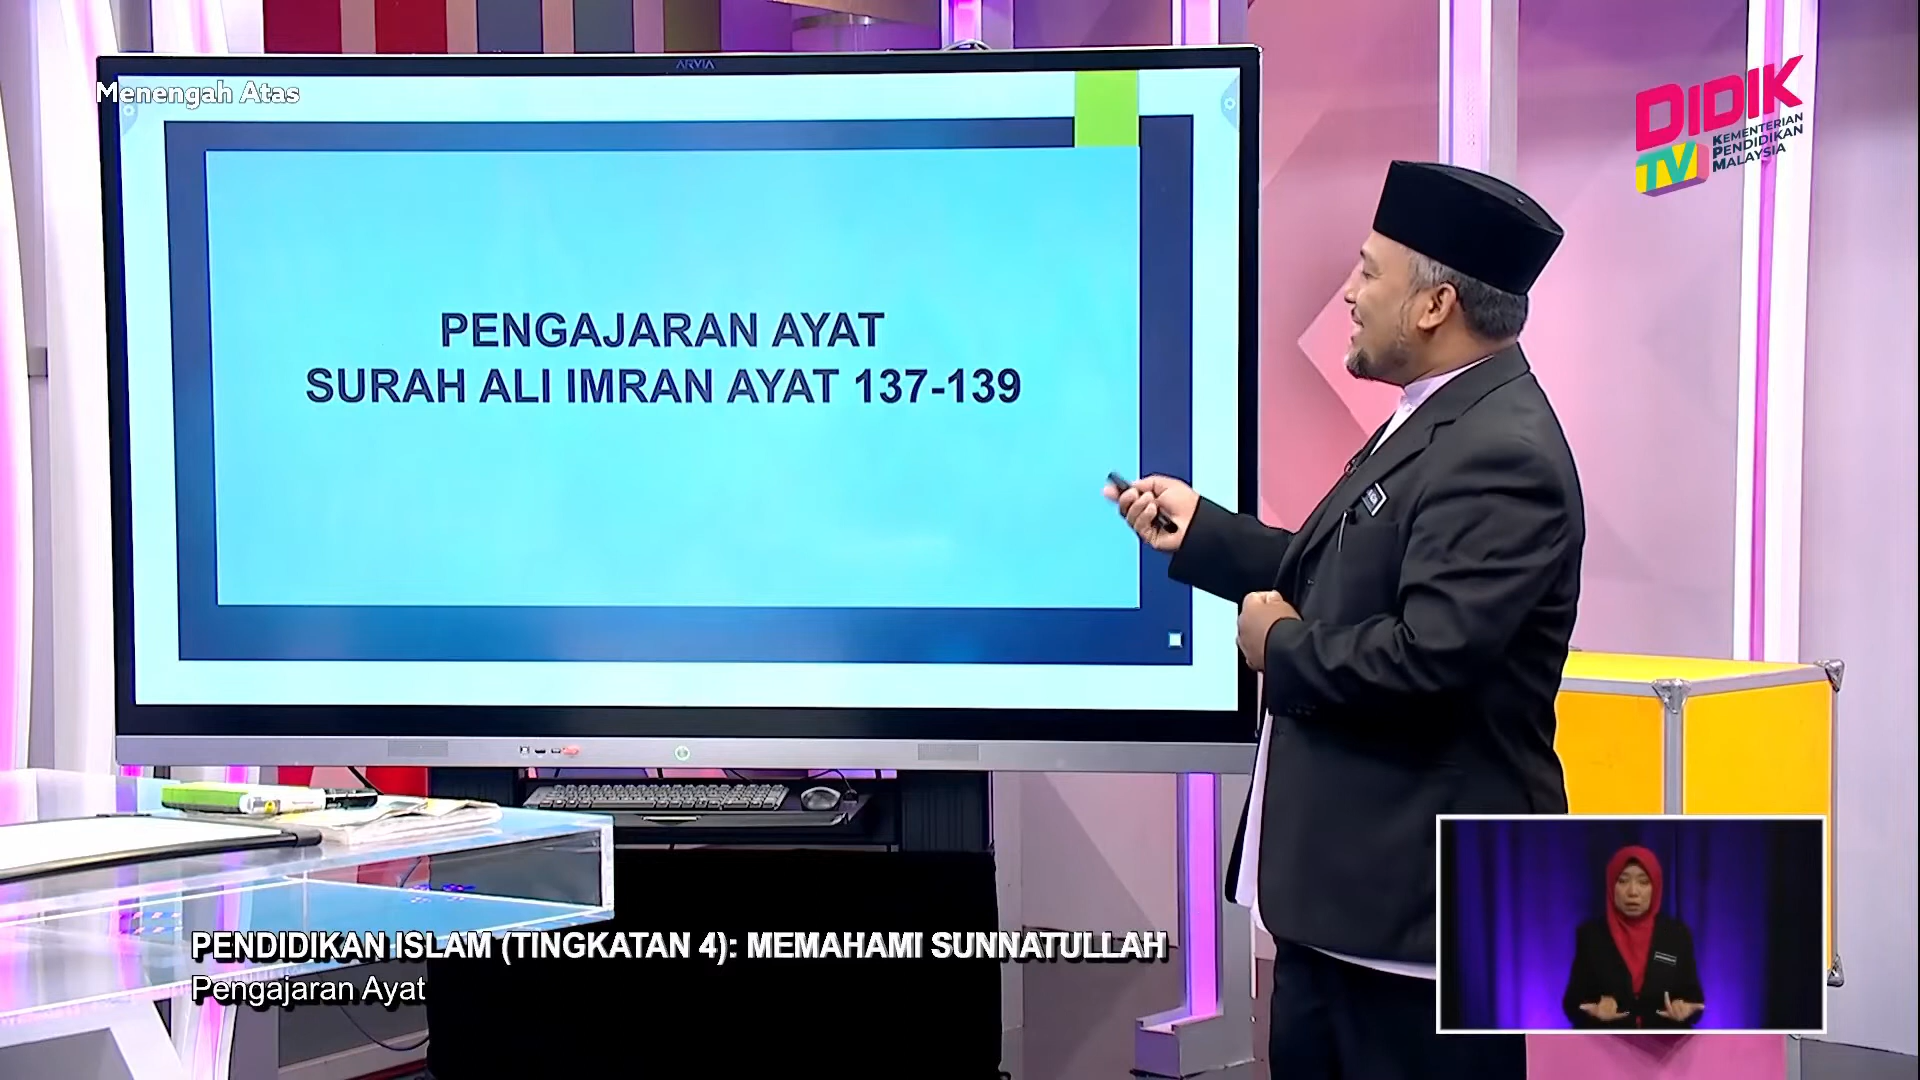 ARVIA
Menengah Atas
DIDIK
TV
KEMENTERIAN
PENDIDIKAN
MALAYSIA
PENGAJARAN AYAT
SURAH ALI IMRAN AYAT 137-139
PENDIDIKAN ISLAM (TINGKATAN 4): MEMAHAMI SUNNATULLAH
Pengajaran Ayat